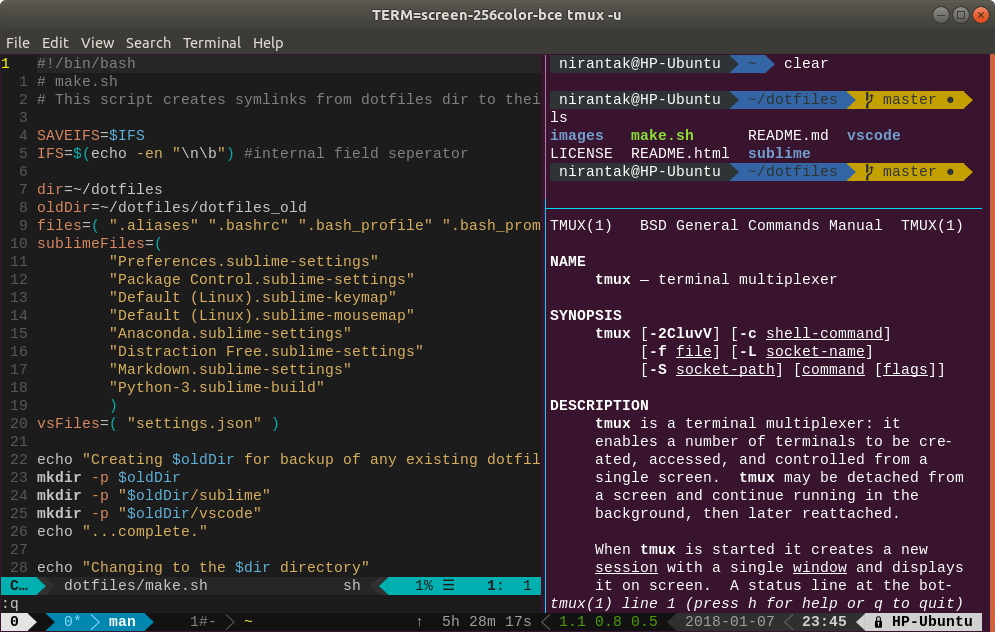 TERM=screen-256color-bce tmux -u
File Edit View Search Terminal Help
1 #!/bin/bash
1 # make.sh
2 # This script creates symlinks from dotfiles dir to thei
3
4 SAVEIFS=$IFS
5 IFS=$(echo -en "\n\b") #internal field seperator
6
7 dir=~/dotfiles
8 oldDir=~/dotfiles/dotfiles_old
9 files=( ".aliases" ".bashrc" ".bash_profile" ".bash_prom
10 sublimeFiles=(
11 "Preferences.sublime-settings"
12 "Package Control.sublime-settings"
13 "Default (Linux).sublime-keymap"
14 "Default (Linux).sublime-mousemap"
15 "Anaconda.sublime-settings"
16 "Distraction Free.sublime-settings"
17 "Markdown.sublime-settings"
18 "Python-3.sublime-build"
19 )
20 vsFiles=( "settings.json" )
21
22 echo "Creating $oldDir for backup of any existing dotfil
23 mkdir -p $oldDir
24 mkdir -p "$oldDir/sublime"
25 mkdir -p "$oldDir/vscode"
26 echo "...complete."
27
28 echo "Changing to the $dir directory"
C… dotfiles/make.sh sh 1% ☰ 1: 1
:q
nirantak@HP-Ubuntu ~ clear
nirantak@HP-Ubuntu ~/dotfiles master ●
ls
images make.sh README.md vscode
LICENSE README.html sublime
nirantak@HP-Ubuntu ~/dotfiles master ●
TMUX(1) BSD General Commands Manual TMUX(1)
NAME
tmux — terminal multiplexer
SYNOPSIS
tmux [-2CluvV] [-c shell-command]
[-f file] [-L socket-name]
[-S socket-path] [command [flags]]
DESCRIPTION
tmux is a terminal multiplexer: it
enables a number of terminals to be cre‐
ated, accessed, and controlled from a
single screen. tmux may be detached from
a screen and continue running in the
background, then later reattached.
When tmux is started it creates a new
session with a single window and displays
it on screen. A status line at the bot‐
tmux(1) line 1 (press h for help or q to quit)
0 0* man 1#- ~ ↑ 5h 28m 17s 1.1 0.8 0.5 2018-01-07 23:45 HP-Ubuntu